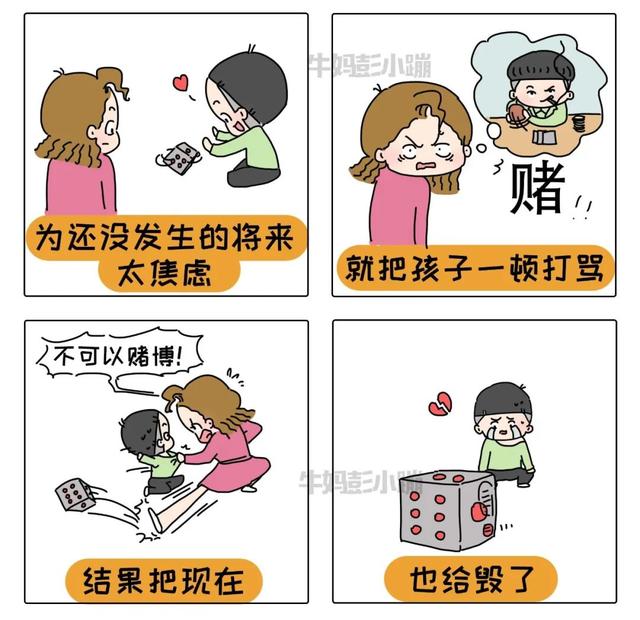 为还没发生的将来
太焦虑
牛妈彭小蹦
赌
就把孩子一顿打骂
不可以赌博!
结果把现在
牛妈彭小蹦
也给毁了